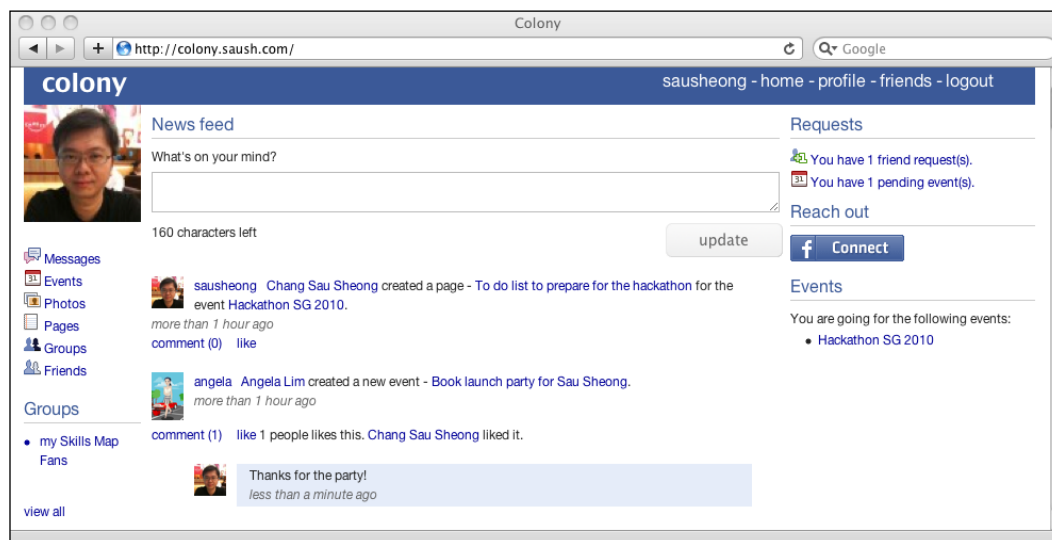 Colony
http://colony.saush.com/
Google
colony
sausheong - home - profile - friends - logout
Messages
31 Events
Photos
Pages
Groups
Friends
Groups
my Skills Map
Fans
view all
News feed
What's on your mind?
160 characters left
update
sausheong Chang Sau Sheong created a page - To do list to prepare for the hackathon for the
event Hackathon SG 2010.
more than 1 hour ago
comment (0) like
angela Angela Lim created a new event - Book launch party for Sau Sheong.
more than 1 hour ago
comment (1) like 1 people likes this. Chang Sau Sheong liked it.
Thanks for the party!
less than a minute ago
Requests
You have 1 friend request(s).
31 You have 1 pending event(s).
Reach out
f Connect
Events
You are going for the following events:
Hackathon SG 2010